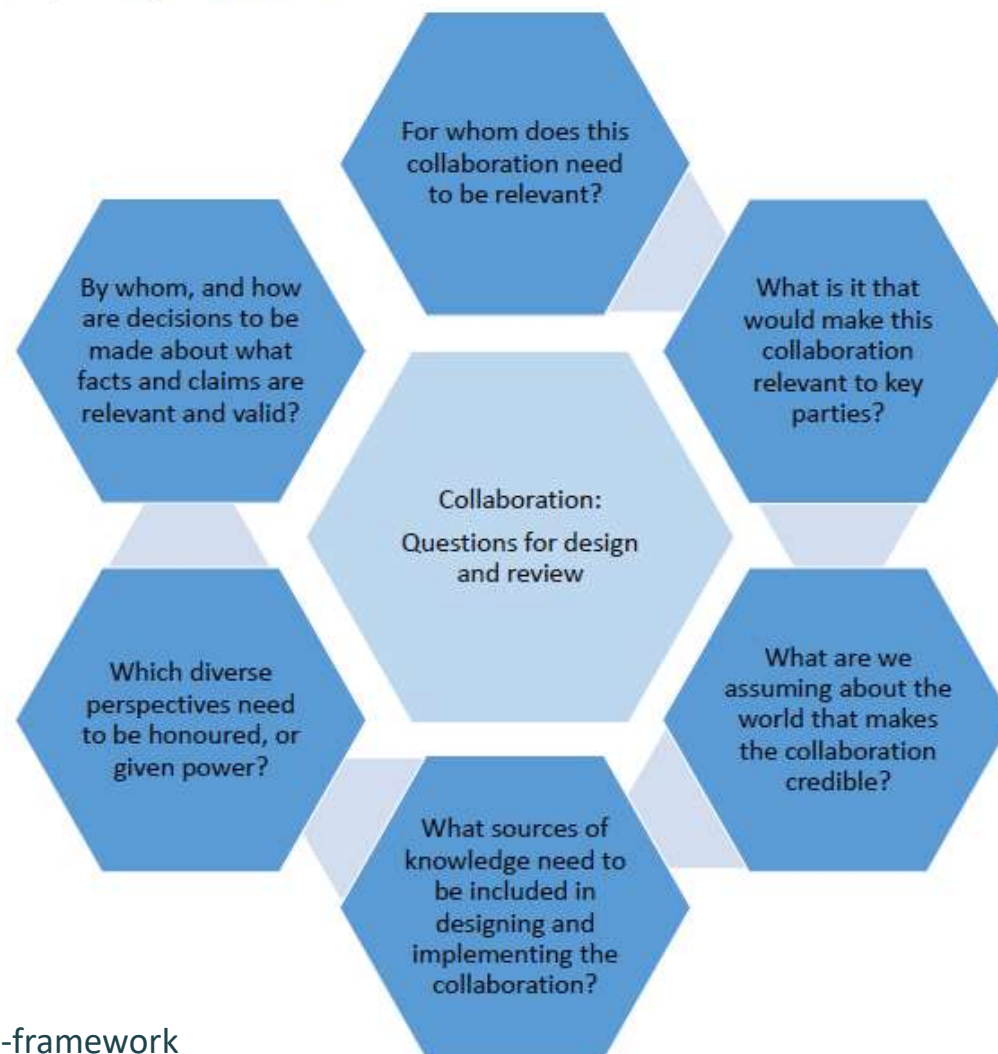 For whom does this
collaboration need
to be relevant?
What is it that
would make this
collaboration
relevant to key
parties?
What are we
assuming about the
world that makes
the collaboration
credible?
What sources of
knowledge need to
be included in
designing and
implementing the
collaboration?
Which diverse
perspectives need
to be honoured, or
given power?
By whom, and how
are decisions to be
made about what
facts and claims are
relevant and valid?
Collaboration:
Questions for design
and review
-framework